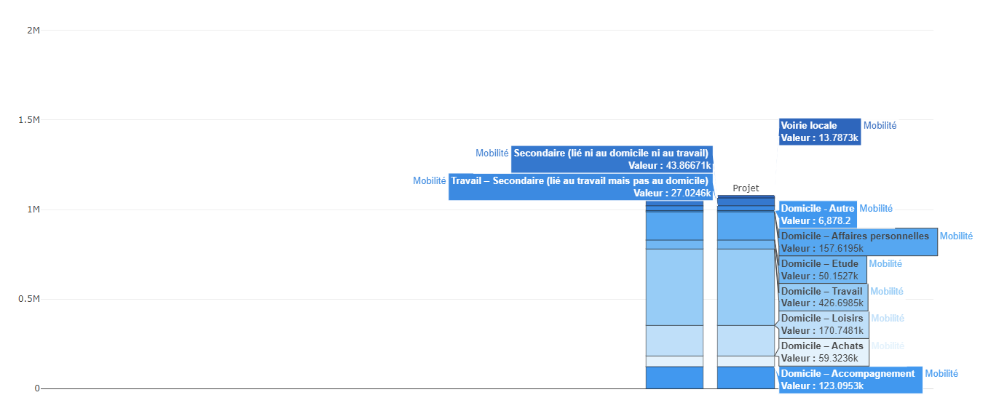 2M
1.5M
1M
0.5M
0
Voirie locale
Valeur : 13.7873k
Mobilité
Mobilité
Secondaire (lié ni au domicile ni au travail)
Valeur : 43.86671k
Mobilité
Travail – Secondaire (lié au travail mais pas au domicile)
Valeur : 27.0246k
Projet
Domicile - Autre
Valeur : 6,878.2
Mobilité
Domicile – Affaires personnelles
Valeur : 157.6195k
Mobilité
Domicile – Etude
Valeur : 50.1527k
Mobilité
Domicile – Travail
Valeur : 426.6985k
Mobilité
Domicile – Loisirs
Valeur : 170.7481k
Mobilité
Domicile – Achats
Valeur : 59.3236k
Mobilité
Domicile – Accompagnement
Valeur : 123.0953k
Mobilité